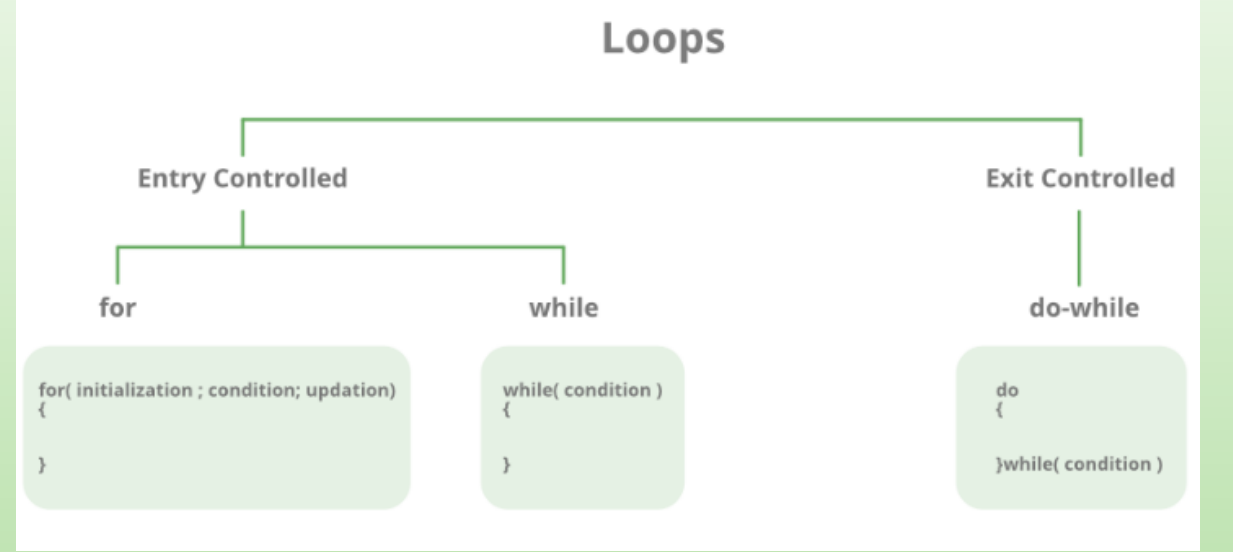 Loops
Entry Controlled
Exit Controlled
for
while
do-while
for( initialization ; condition; updation)
{
}
while( condition )
{
}
do
{
}while( condition )